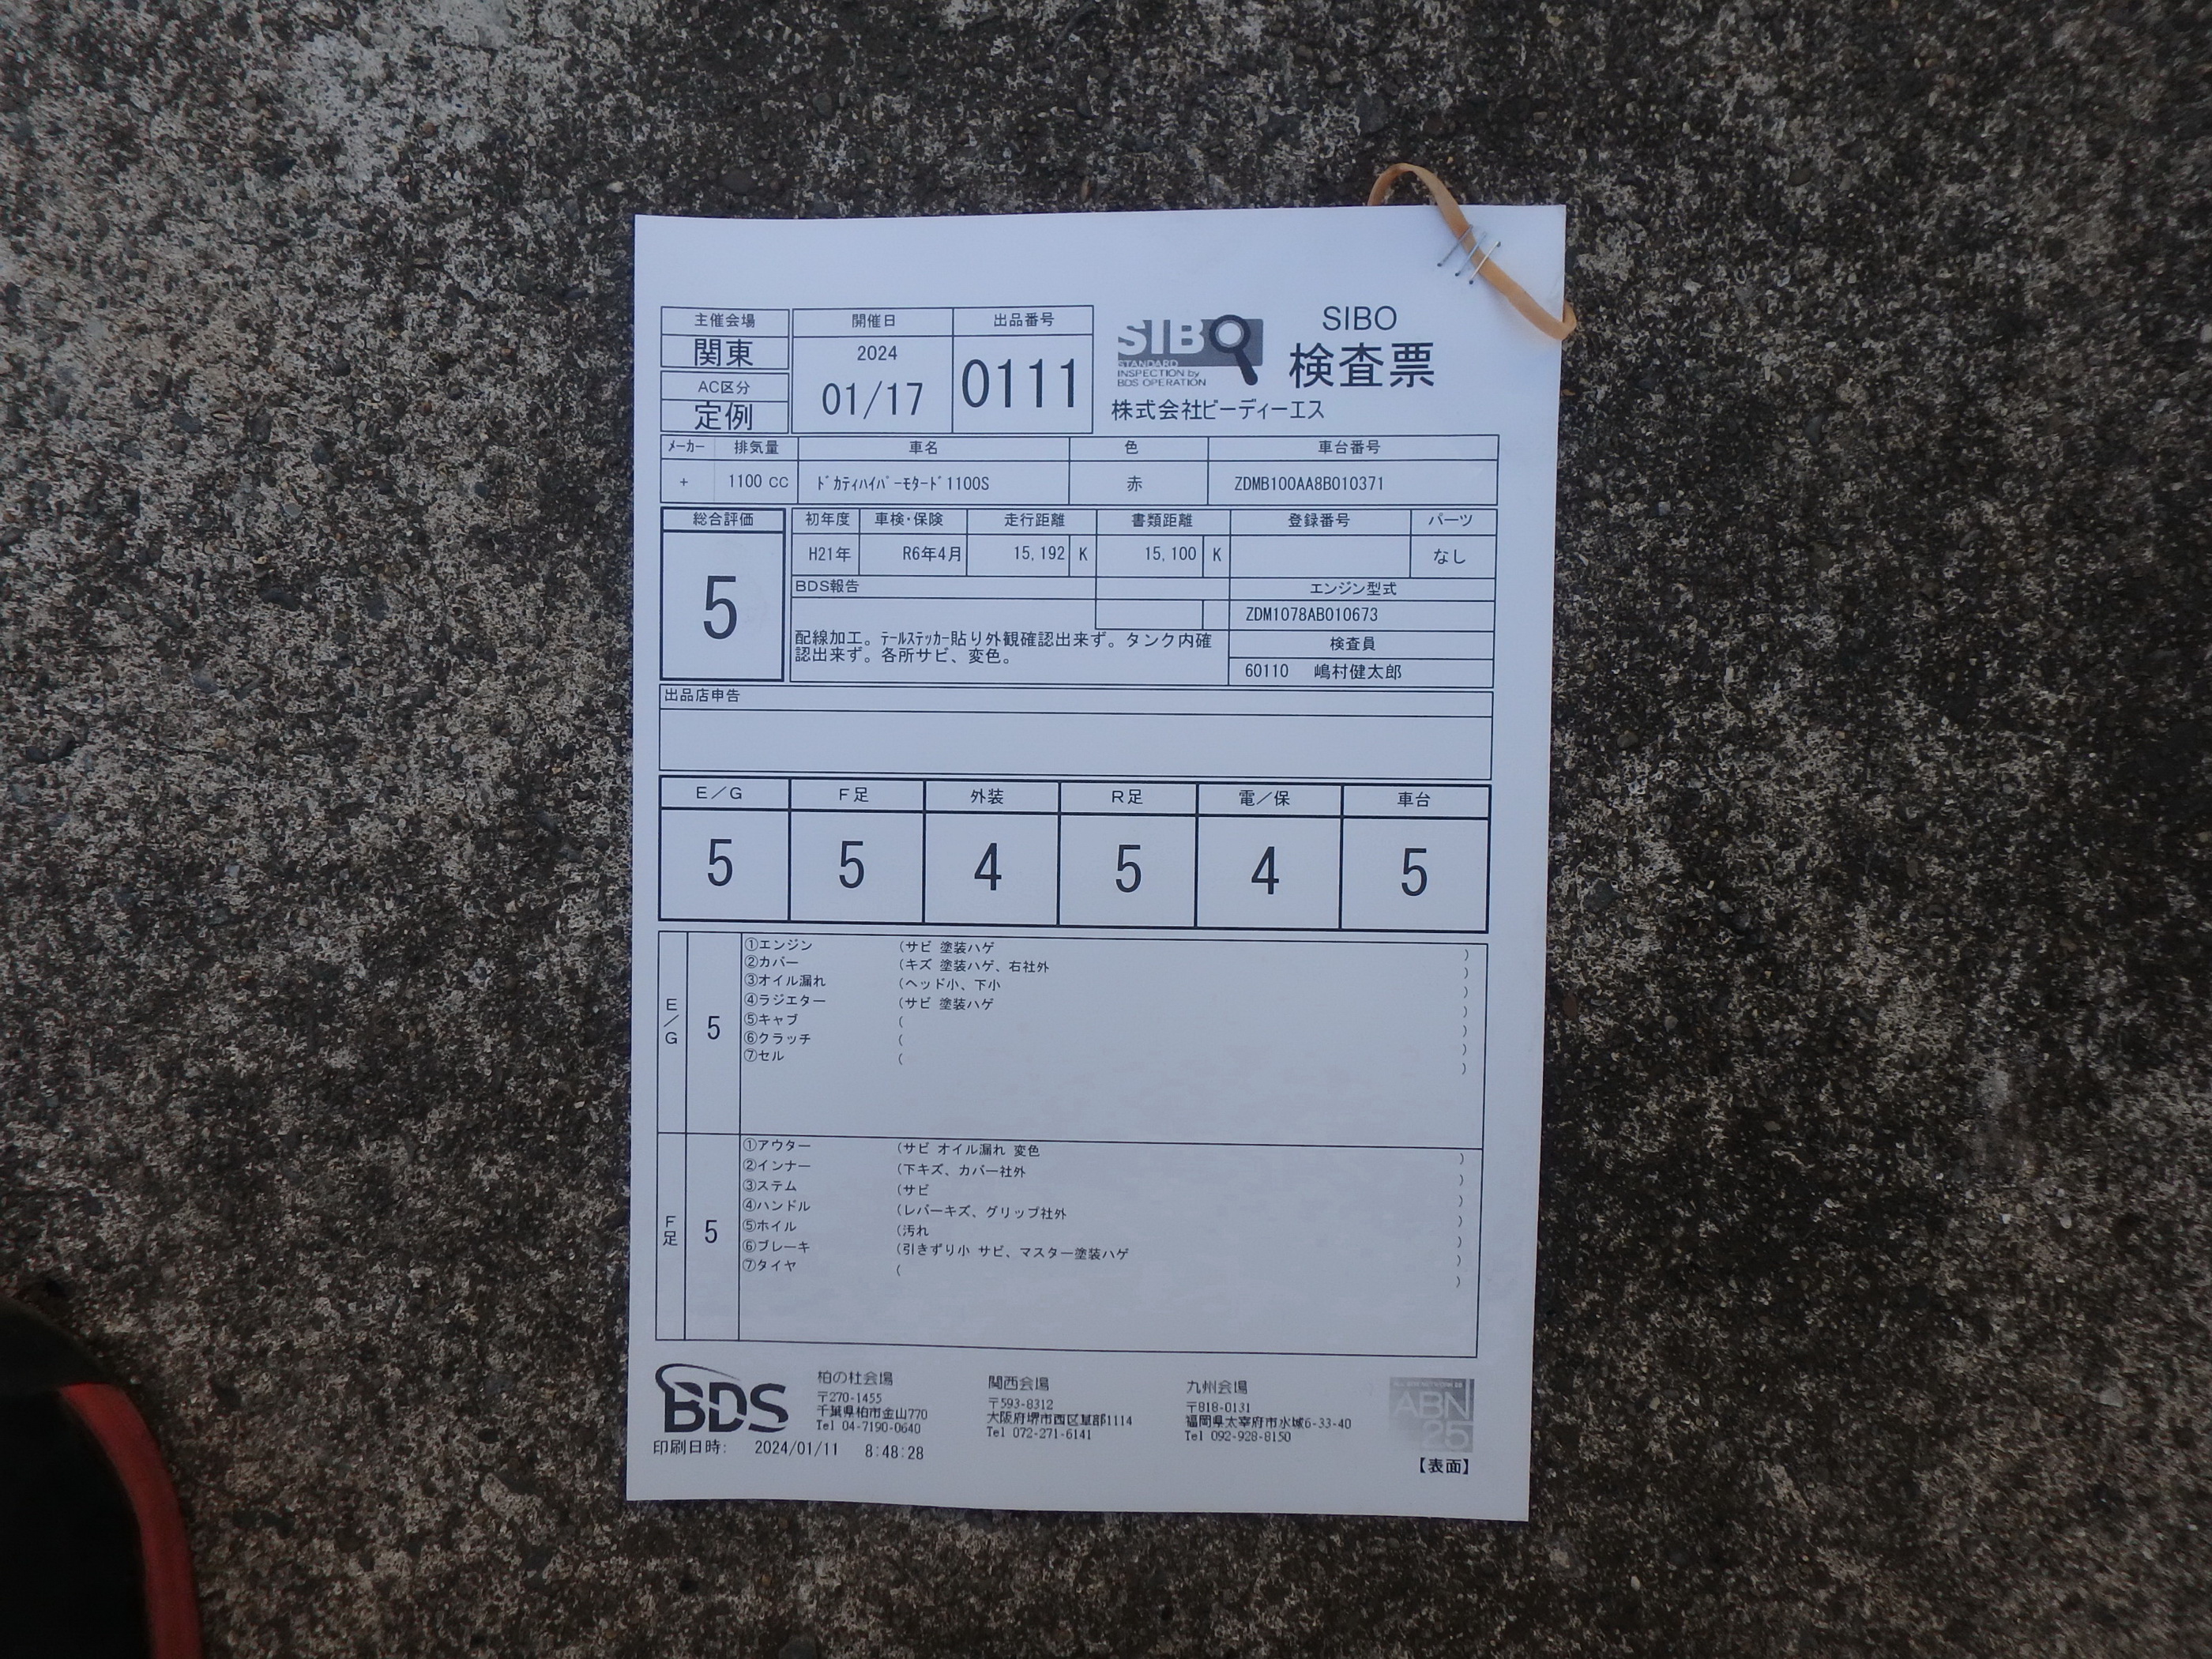 主催会場
関東
AC区分
定例
開催日
2024
01/17
出品番号
0111
SIBO
STANDARD
INSPECTION by
BDS OPERATION
SIBO
検査票
株式会社ビーディーエス
ﾒｰｶｰ 排気量 車名 色 車台番号
+ 1100 CC ﾄﾞｶﾃｨﾊｲﾊﾟｰﾓﾀｰﾄﾞ1100S 赤 ZDMB100AA8B010371
総合評価
5
初年度 車検・保険 走行距離 書類距離 登録番号 パーツ
H21年 R6年4月 15,192 K 15,100 K なし
BDS報告
配線加工。ﾃｰﾙｽﾃｯｶｰ貼り外観確認出来ず。タンク内確
認出来ず。各所サビ、変色。
エンジン型式
ZDM1078AB010673
検査員
60110 嶋村健太郎
出品店申告
E/G F足 外装 R足 電/保 車台
5 5 4 5 4 5
E/G
5
①エンジン (サビ 塗装ハゲ )
②カバー (キズ 塗装ハゲ、右社外 )
③オイル漏れ (ヘッド小、下小 )
④ラジエター (サビ 塗装ハゲ )
⑤キャブ ( )
⑥クラッチ ( )
⑦セル ( )
F足
5
①アウター (サビ オイル漏れ 変色 )
②インナー (下キズ、カバー社外 )
③ステム (サビ )
④ハンドル (レバーキズ、グリップ社外 )
⑤ホイル (汚れ )
⑥ブレーキ (引きずり小 サビ、マスター塗装ハゲ )
⑦タイヤ ( )
BDS
柏の杜会場
〒270-1455
千葉県柏市金山770
Tel 04-7190-0640
関西会場
〒593-8312
大阪府堺市西区草部1114
Tel 072-271-6141
九州会場
〒818-0131
福岡県太宰府市水城6-33-40
Tel 092-928-8150
ABN
25
印刷日時: 2024/01/11 8:48:28
【表面】